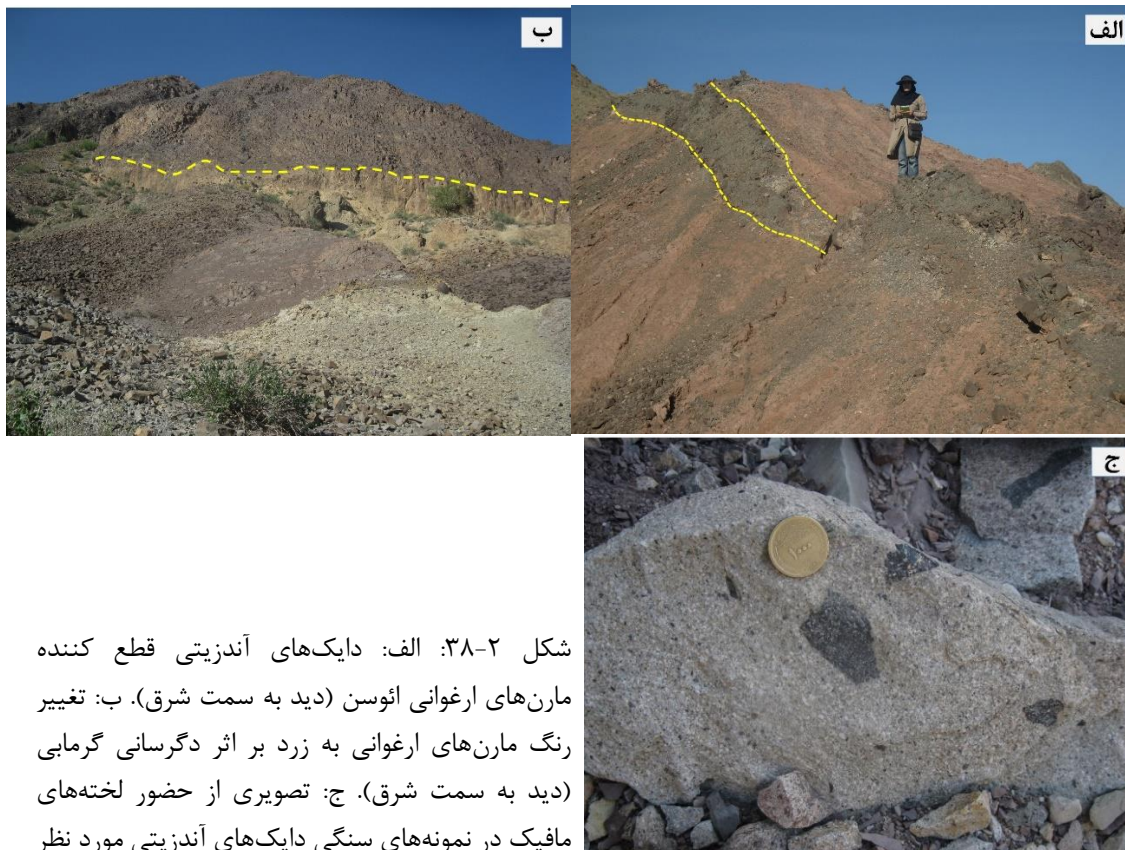 الف
ب
ج
۱۰۰۰
شکل ۲-۳۸: الف: دایک‌های آندزیتی قطع کننده
مارن‌های ارغوانی ائوسن (دید به سمت شرق). ب: تغییر
رنگ مارن‌های ارغوانی به زرد بر اثر دگرسانی گرمابی
(دید به سمت شرق). ج: تصویری از حضور لخته‌های
مافیک در نمونه‌های سنگی دایک‌های آندزیتی مورد نظر